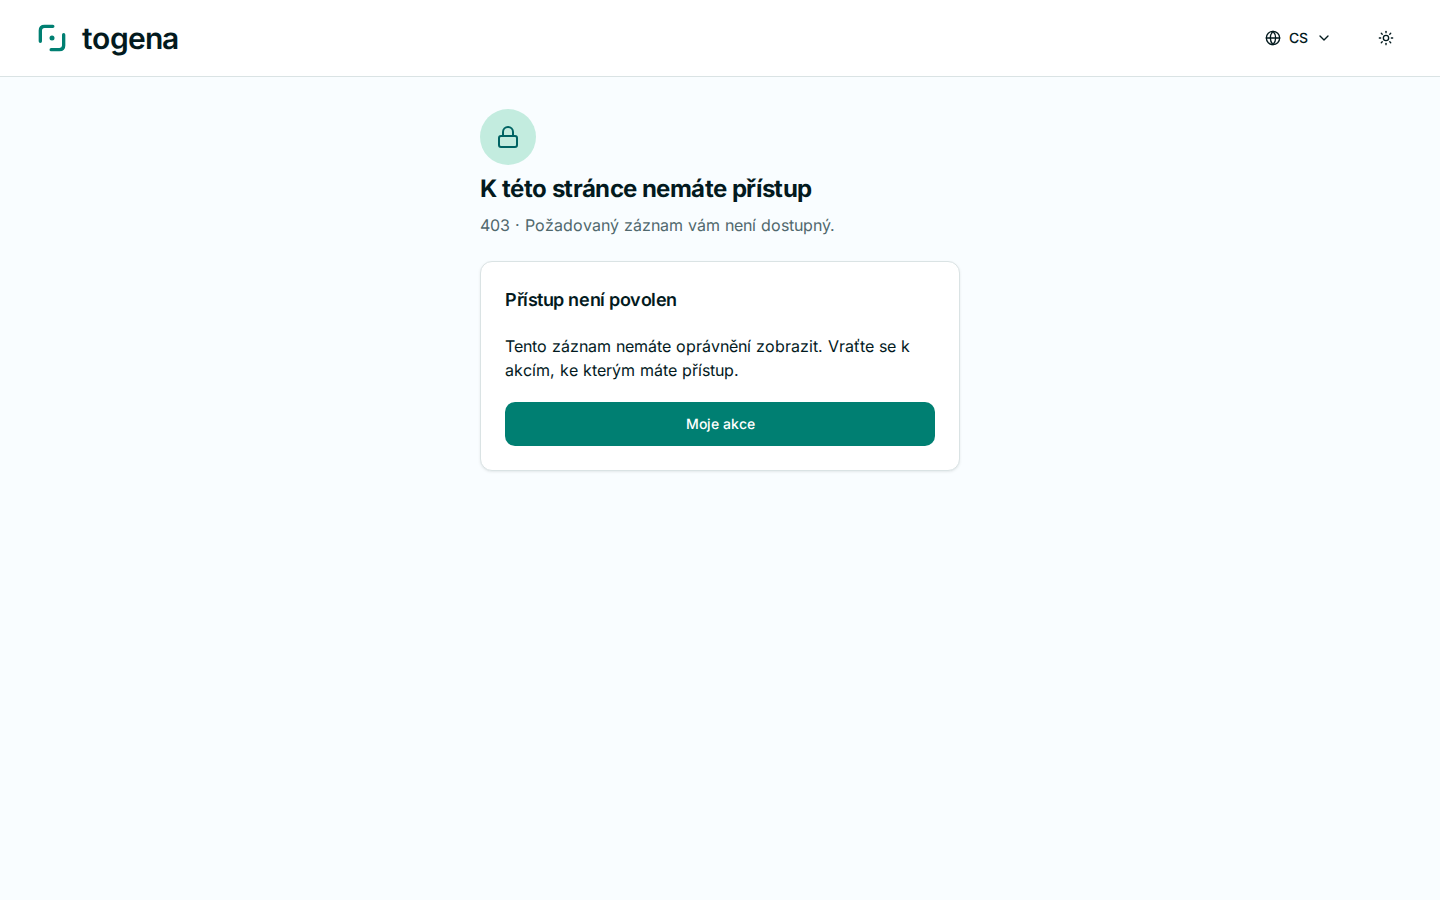 togena
CS
K této stránce nemáte přístup
403 · Požadovaný záznam vám není dostupný.
Přístup není povolen
Tento záznam nemáte oprávnění zobrazit. Vraťte se k
akcím, ke kterým máte přístup.
Moje akce